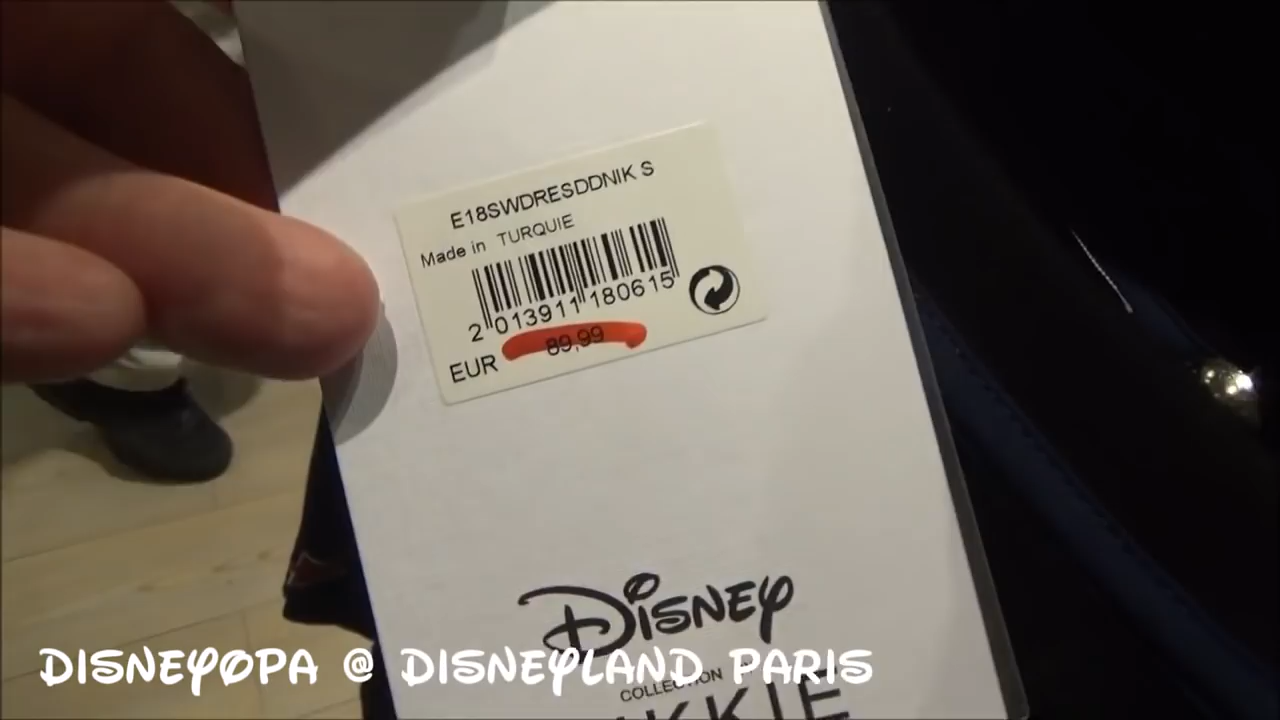 E18SWDRESDDNIK S
Made in TURQUIE
2 013911 180615
EUR 89,99
DISNEY
COLLECTION
DISNEYOPA @ DISNEYLAND PARIS